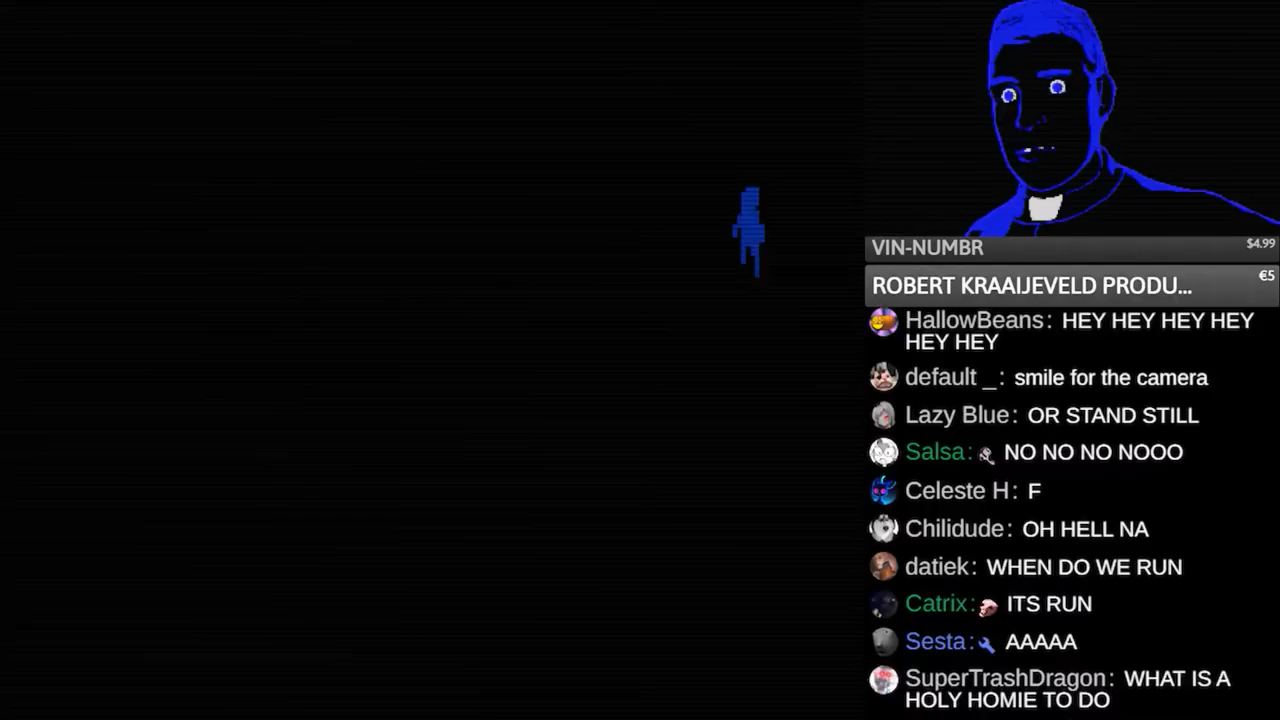 VIN-NUMBR $4.99
ROBERT KRAAIJEVELD PRODU... €5
HallowBeans: HEY HEY HEY HEY
HEY HEY
default _: smile for the camera
Lazy Blue: OR STAND STILL
Salsa: NO NO NO NOOO
Celeste H: F
Chilidude: OH HELL NA
datiek: WHEN DO WE RUN
Catrix: ITS RUN
Sesta: AAAAA
SuperTrashDragon: WHAT IS A
HOLY HOMIE TO DO